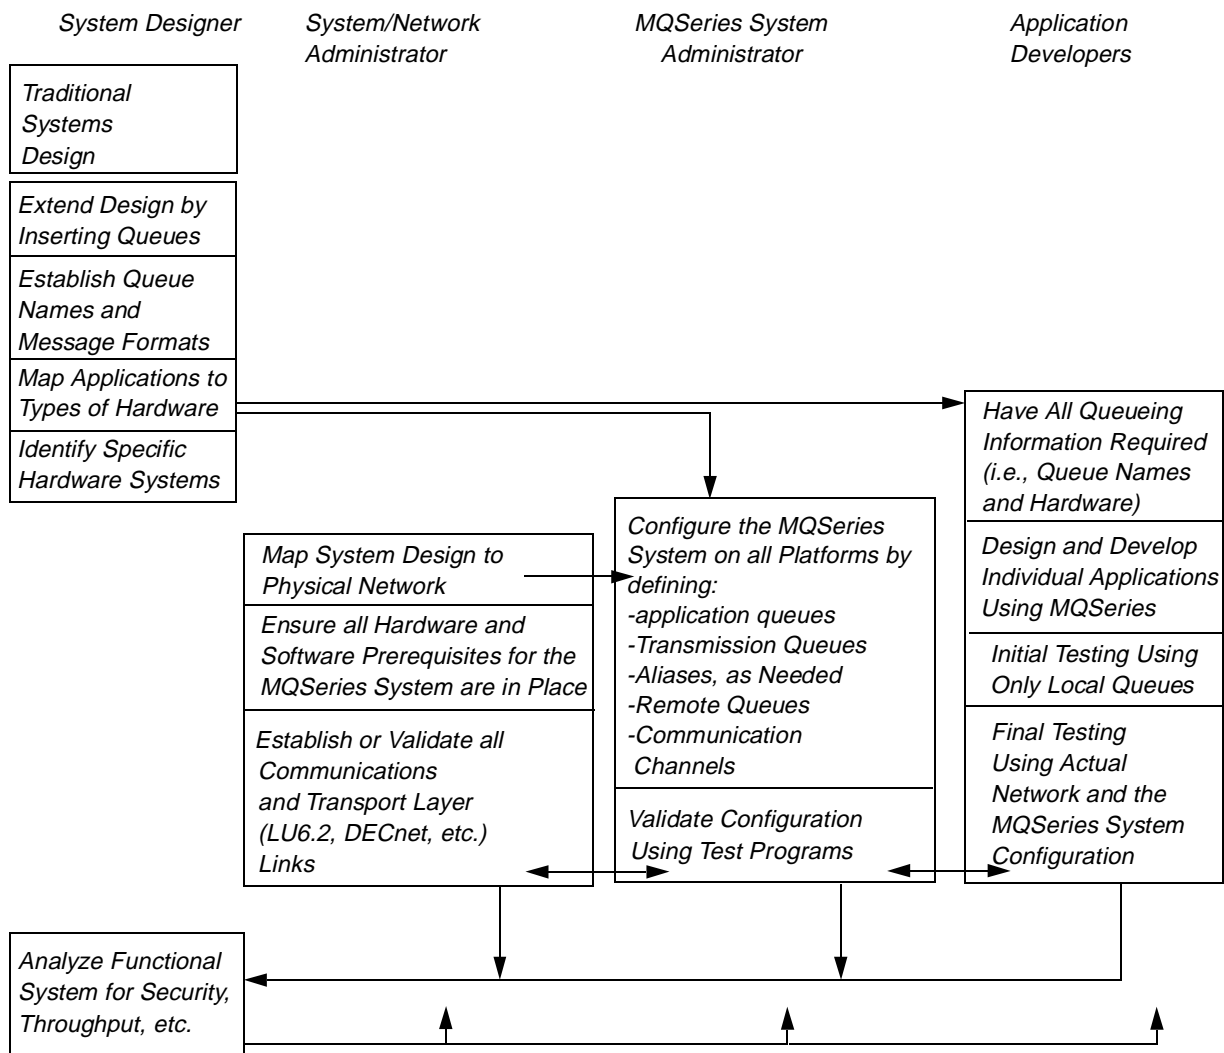 System Designer
System/Network
Administrator
MQSeries System
Administrator
Application
Developers
Traditional
Systems
Design
Extend Design by
Inserting Queues
Establish Queue
Names and
Message Formats
Map Applications to
Types of Hardware
Identify Specific
Hardware Systems
Map System Design to
Physical Network
Ensure all Hardware and
Software Prerequisites for the
MQSeries System are in Place
Establish or Validate all
Communications
and Transport Layer
(LU6.2, DECnet, etc.)
Links
Configure the MQSeries
System on all Platforms by
defining:
-application queues
-Transmission Queues
-Aliases, as Needed
-Remote Queues
-Communication
Channels
Validate Configuration
Using Test Programs
Have All Queueing
Information Required
(i.e., Queue Names
and Hardware)
Design and Develop
Individual Applications
Using MQSeries
Initial Testing Using
Only Local Queues
Final Testing
Using Actual
Network and the
MQSeries System
Configuration
Analyze Functional
System for Security,
Throughput, etc.